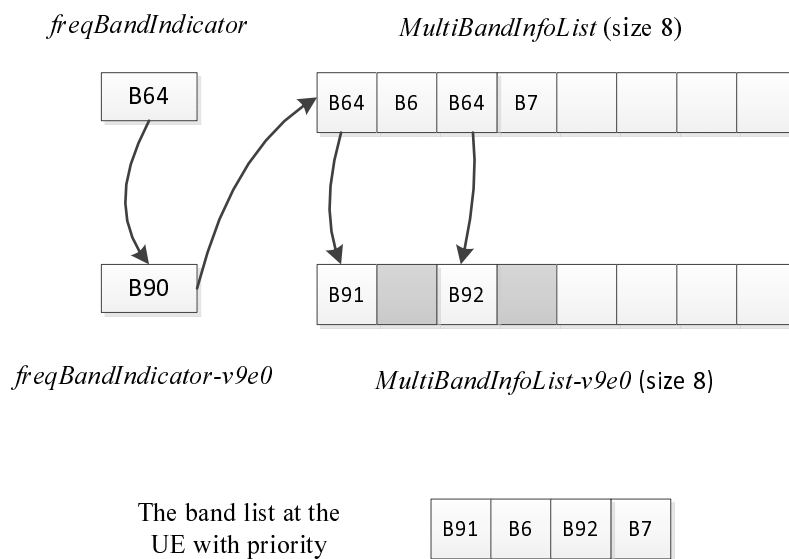 freqBandIndicator MultiBandInfoList (size 8)
B64 B64 B6 B64 B7
B90 B91 B92
freqBandIndicator-v9e0 MultiBandInfoList-v9e0 (size 8)
The band list at the
UE with priority
B91 B6 B92 B7